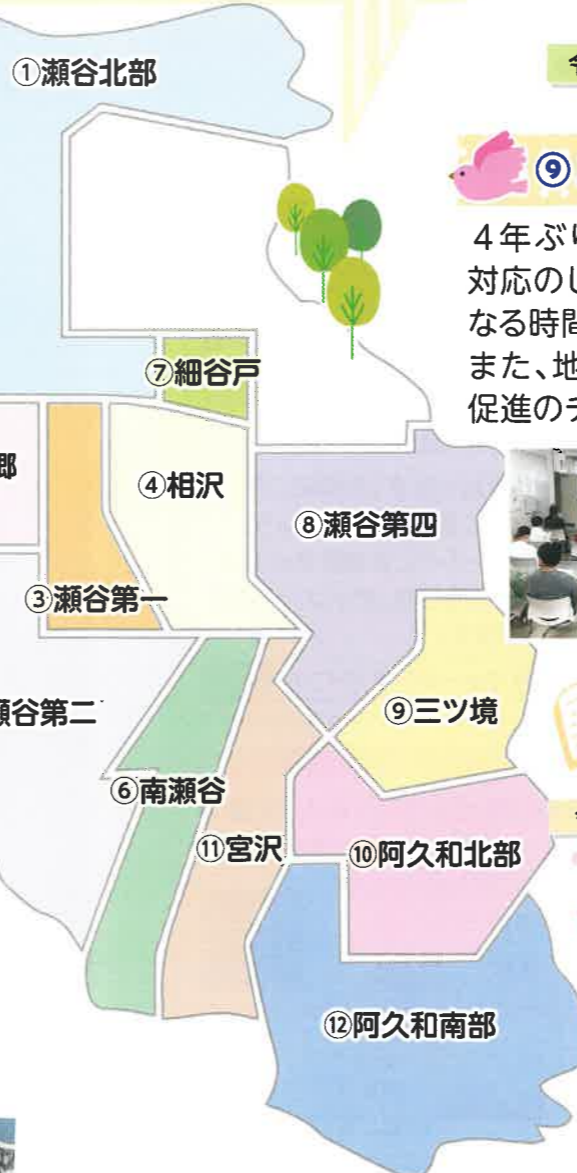 ①瀬谷北部
⑨
4年ぶり
対応のし
なる時間
また、地
促進のチ
⑦細谷戸
郷
④相沢
⑧瀬谷第四
③瀬谷第一
瀬谷第二
⑨三ツ境
⑥南瀬谷
⑪宮沢
⑩阿久和北部
⑫阿久和南部